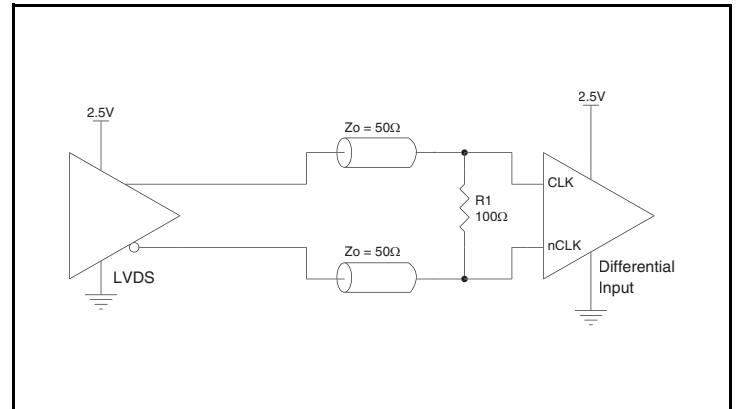 2.5V
2.5V
Zo = 50Ω
CLK
R1
100Ω
nCLK
Zo = 50Ω
LVDS
Differential
Input